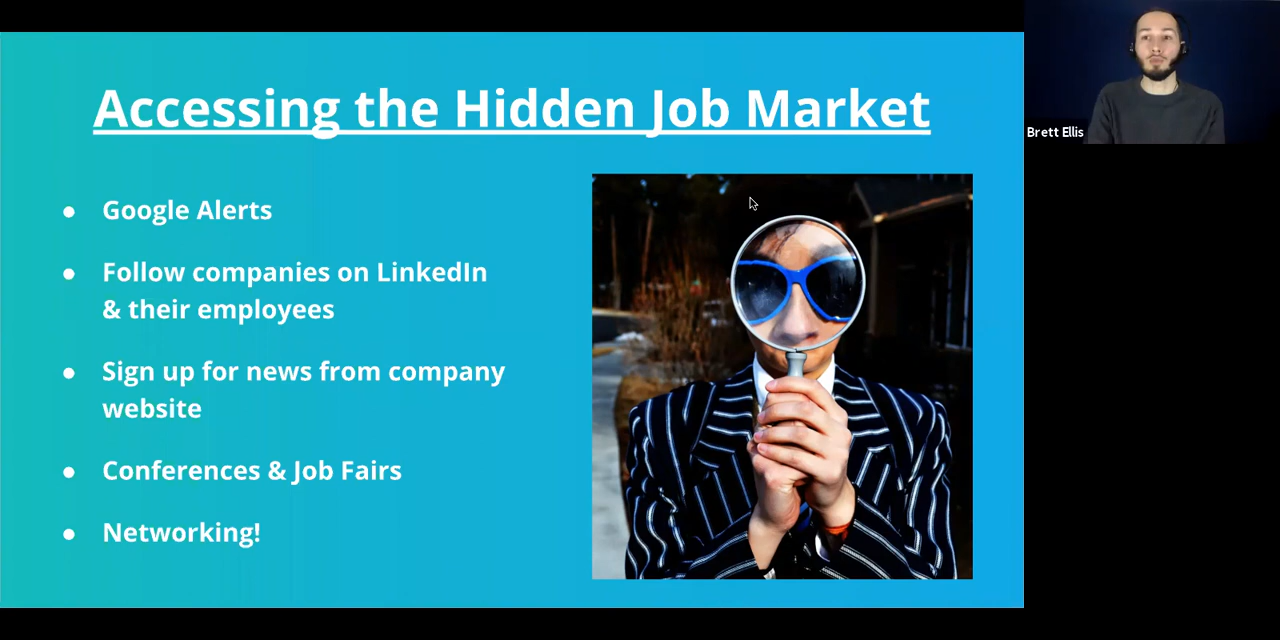 Accessing the Hidden Job Market
● Google Alerts
● Follow companies on LinkedIn
& their employees
● Sign up for news from company
website
● Conferences & Job Fairs
● Networking!
Brett Ellis